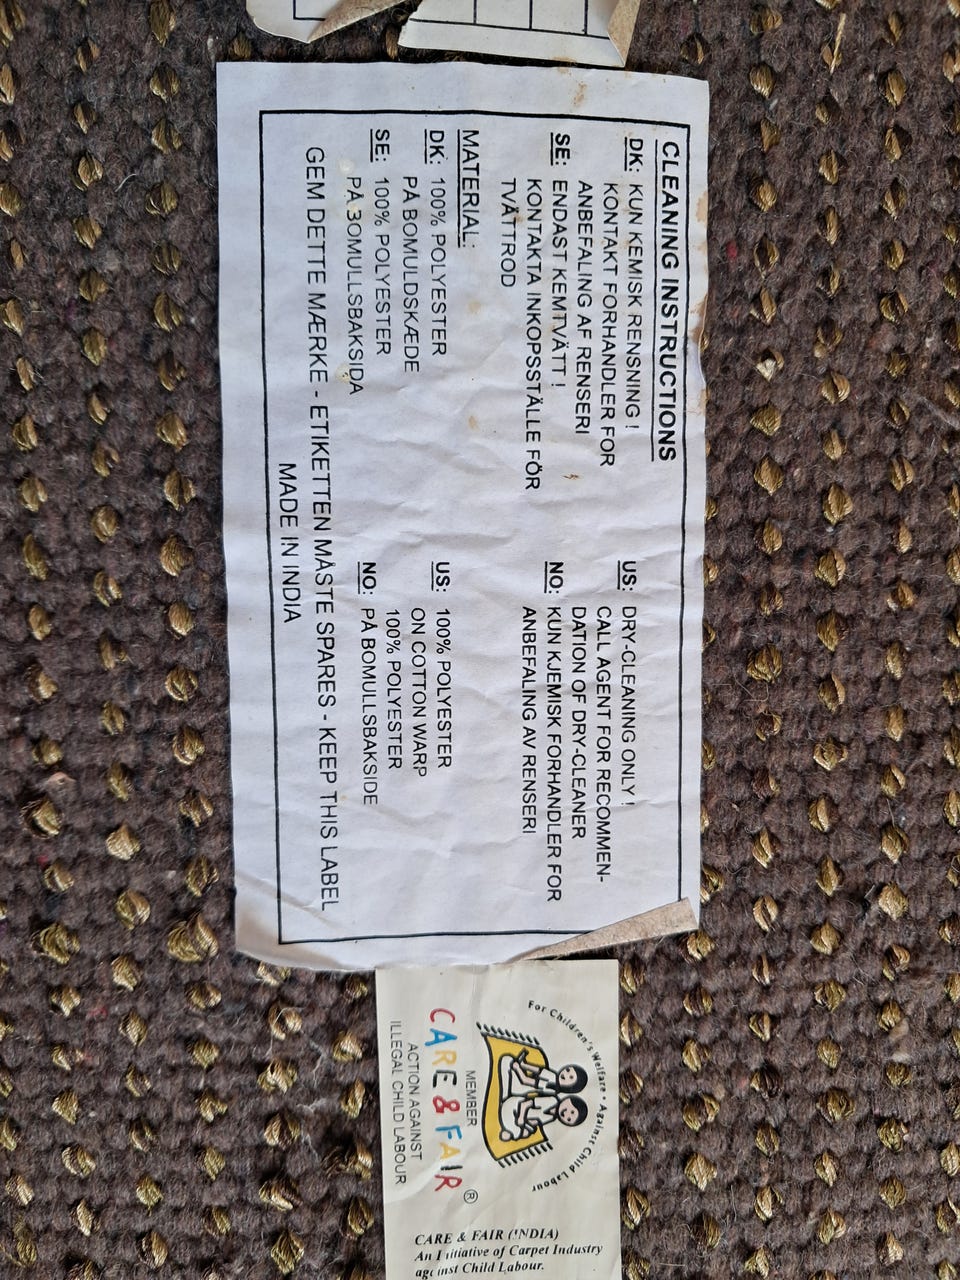 CLEANING INSTRUCTIONS
DK: KUN KEMISK RENSNING !
KONTAKT FORHANDLER FOR
ANBEFALING AF RENSERI
SE: ENDAST KEMTVÄTT !
KONTAKTA INKOPSSTÄLLE FÖR
TVÄTTROD
US: DRY-CLEANING ONLY !
CALL AGENT FOR RECOMMEN-
DATION OF DRY-CLEANER
NO: KUN KJEMISK FORHANDLER FOR
ANBEFALING AV RENSERI
MATERIAL:
DK: 100% POLYESTER
PÅ BOMULDSKÆDE
SE: 100% POLYESTER
PÅ BOMULLSBAKSIDA
US: 100% POLYESTER
ON COTTON WARP
100% POLYESTER
NO: PÅ BOMULLSBAKSIDE
GEM DETTE MÆRKE - ETIKETTEN MÅSTE SPARES - KEEP THIS LABEL
MADE IN INDIA
For Children's Welfare • Against Child Labour
MEMBER
CARE & FAIR ®
ACTION AGAINST
ILLEGAL CHILD LABOUR
CARE & FAIR (INDIA)
An Initiative of Carpet Industry
against Child Labour.